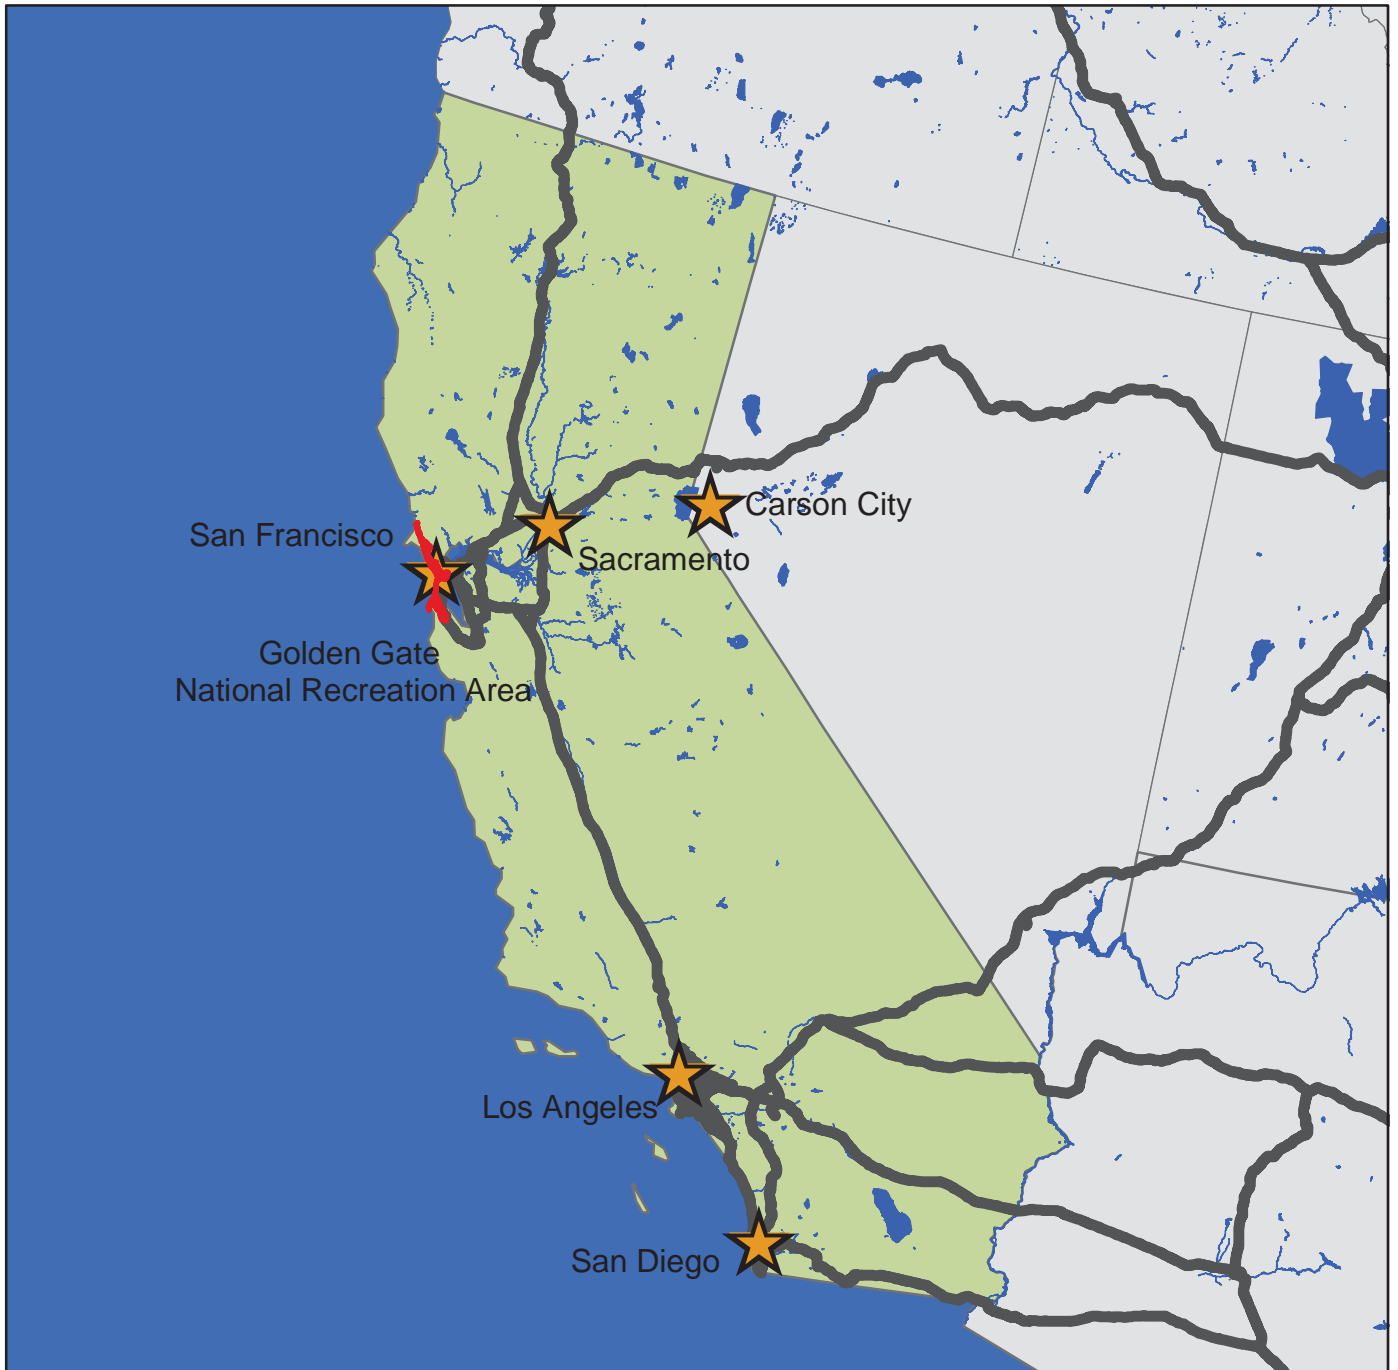 Carson City
San Francisco
Sacramento
Golden Gate
National Recreation Area
Los Angeles
San Diego